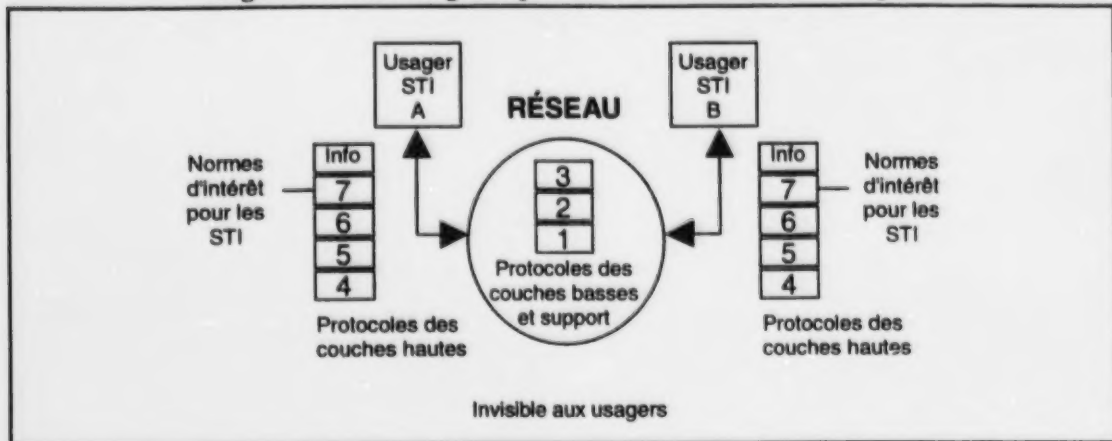 Usager
STI
A
Usager
STI
B
RÉSEAU
Normes
d'intérêt
pour les
STI
Info
7
6
5
4
Protocoles des
couches hautes
3
2
1
Protocoles des
couches basses
et support
Info
7
6
5
4
Protocoles des
couches hautes
Normes
d'intérêt
pour les
STI
Invisible aux usagers